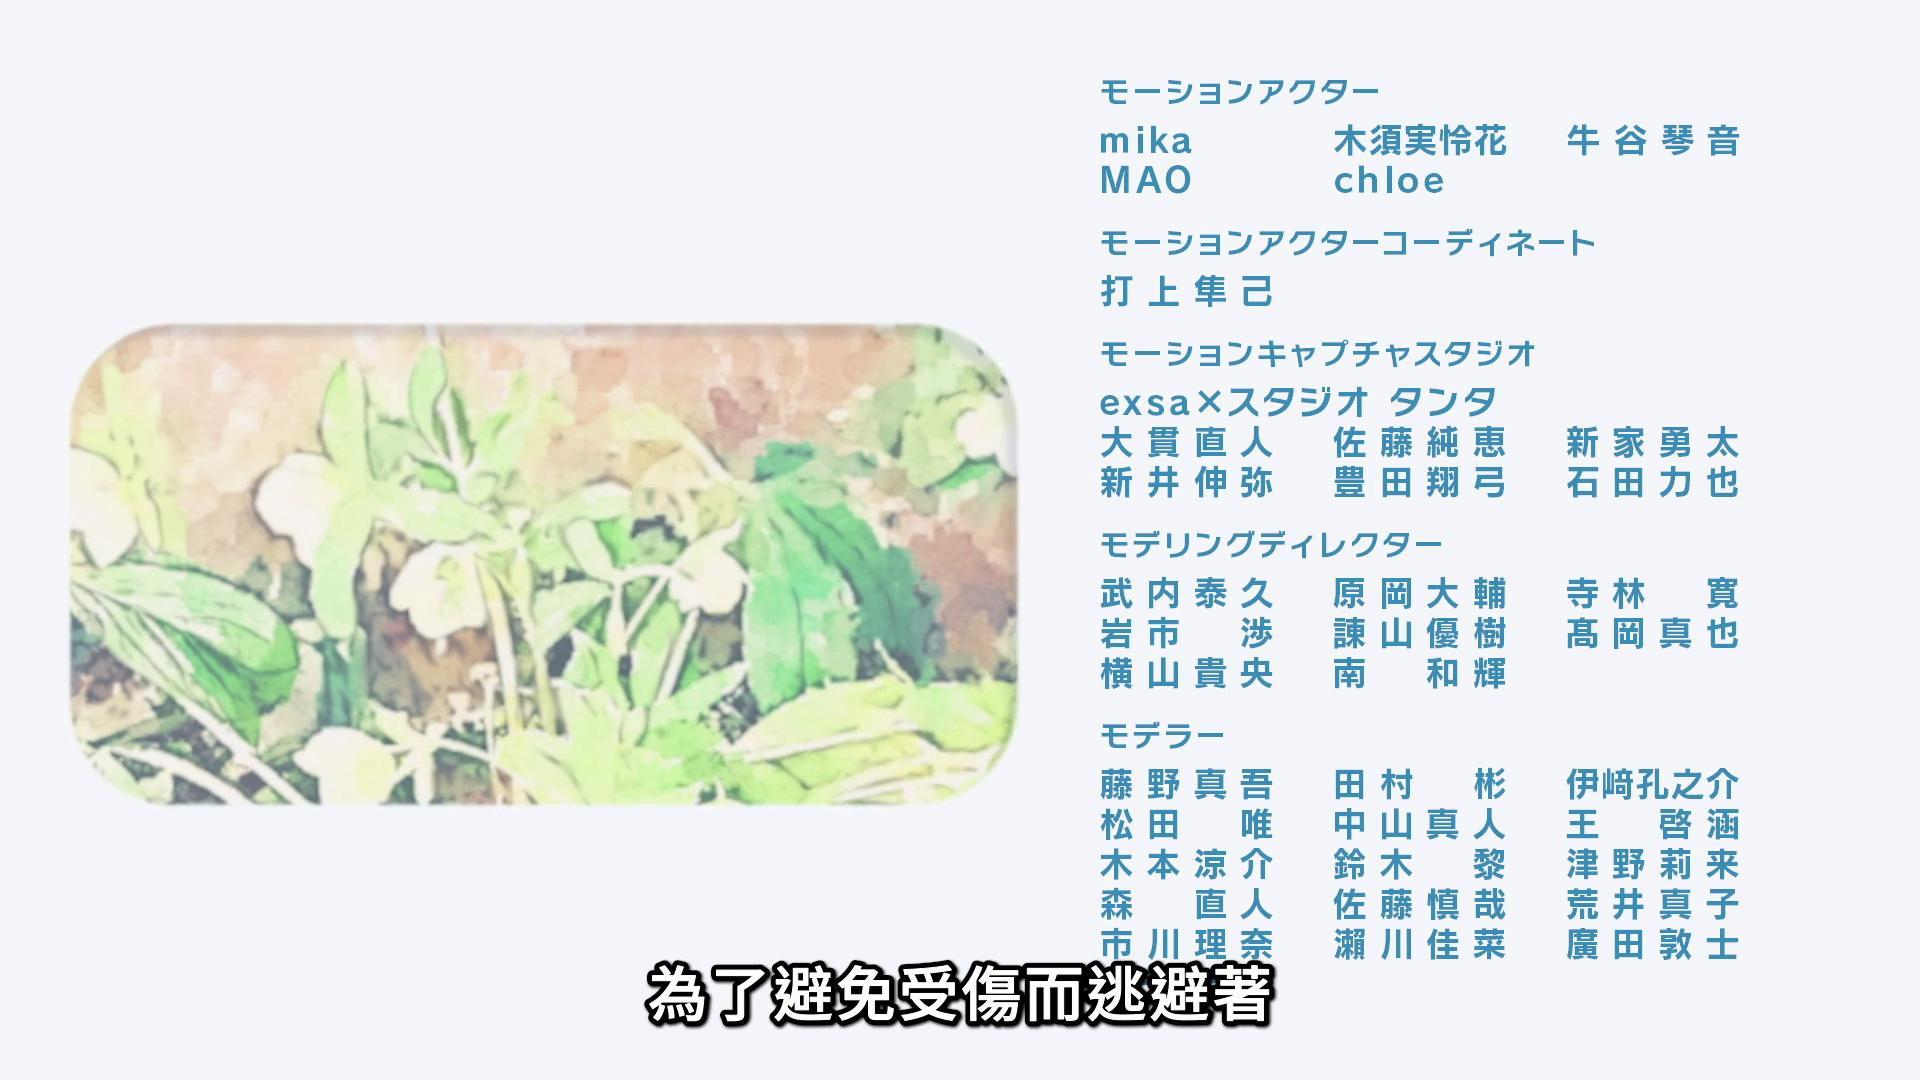 モーションアクター
mika 木須実怜花 牛谷琴音
MAO chloe
モーションアクターコーディネート
打上隼己
モーションキャプチャスタジオ
exsa×スタジオ タンタ
大貫直人 佐藤純恵 新家勇太
新井伸弥 豊田翔弓 石田力也
モデリングディレクター
武内泰久 原岡大輔 寺林 寛
岩市 渉 諌山優樹 髙岡真也
横山貴央 南 和輝
モデラー
藤野真吾 田村 彬 伊﨑孔之介
松田 唯 中山真人 王 啓涵
木本涼介 鈴木 黎 津野莉来
森 直人 佐藤慎哉 荒井真子
市川理奈 瀬川佳菜 廣田敦士
為了避免受傷而逃避著